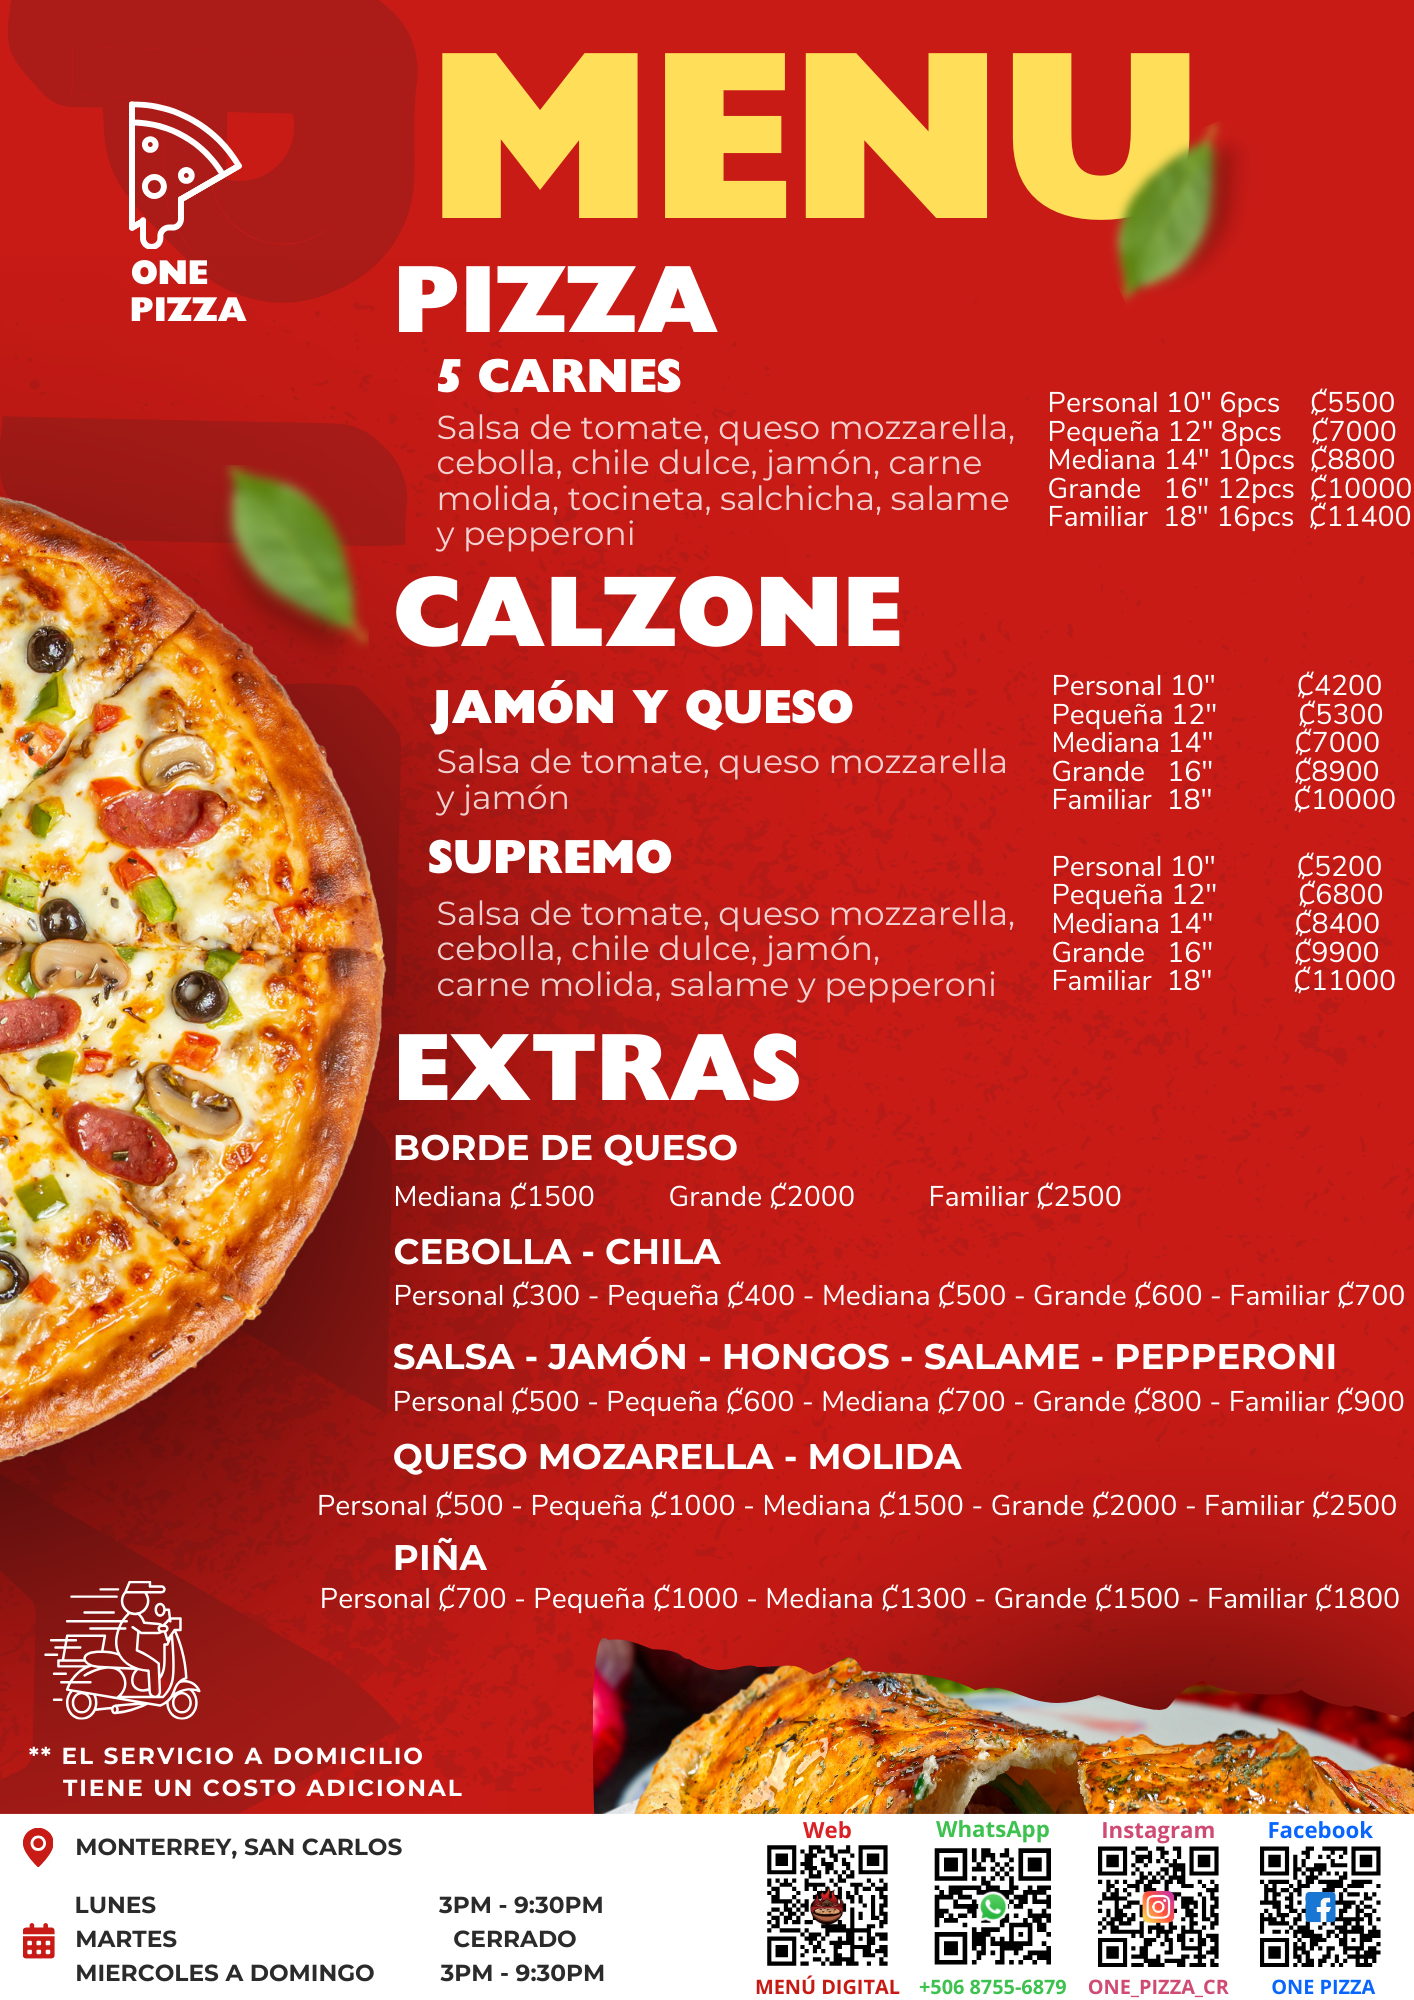 MENU
ONE
PIZZA
PIZZA
5 CARNES
Salsa de tomate, queso mozzarella,
cebolla, chile dulce, jamón, carne
molida, tocineta, salchicha, salame
y pepperoni
Personal 10" 6pcs ₡5500
Pequeña 12" 8pcs ₡7000
Mediana 14" 10pcs ₡8800
Grande 16" 12pcs ₡10000
Familiar 18" 16pcs ₡11400
CALZONE
JAMÓN Y QUESO
Salsa de tomate, queso mozzarella
y jamón
Personal 10" ₡4200
Pequeña 12" ₡5300
Mediana 14" ₡7000
Grande 16" ₡8900
Familiar 18" ₡10000
SUPREMO
Salsa de tomate, queso mozzarella,
cebolla, chile dulce, jamón,
carne molida, salame y pepperoni
Personal 10" ₡5200
Pequeña 12" ₡6800
Mediana 14" ₡8400
Grande 16" ₡9900
Familiar 18" ₡11000
EXTRAS
BORDE DE QUESO
Mediana ₡1500 Grande ₡2000 Familiar ₡2500
CEBOLLA - CHILA
Personal ₡300 - Pequeña ₡400 - Mediana ₡500 - Grande ₡600 - Familiar ₡700
SALSA - JAMÓN - HONGOS - SALAME - PEPPERONI
Personal ₡500 - Pequeña ₡600 - Mediana ₡700 - Grande ₡800 - Familiar ₡900
QUESO MOZARELLA - MOLIDA
Personal ₡500 - Pequeña ₡1000 - Mediana ₡1500 - Grande ₡2000 - Familiar ₡2500
PIÑA
Personal ₡700 - Pequeña ₡1000 - Mediana ₡1300 - Grande ₡1500 - Familiar ₡1800
** EL SERVICIO A DOMICILIO
TIENE UN COSTO ADICIONAL
MONTERREY, SAN CARLOS
LUNES 3PM - 9:30PM
MARTES CERRADO
MIERCOLES A DOMINGO 3PM - 9:30PM
Web
MENÚ DIGITAL
WhatsApp
+506 8755-6879
Instagram
ONE_PIZZA_CR
Facebook
ONE PIZZA